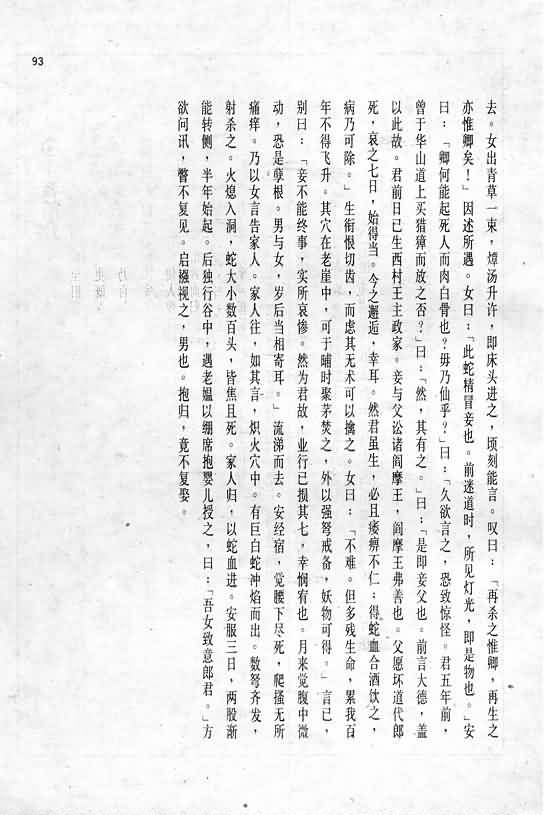 93
去。女出青草一束，燂汤升许，即床头进之，顷刻能言。叹曰：「再杀之惟卿，再生之
亦惟卿矣！」因述所遇。女曰：「此蛇精冒妾也。前迷道时，所见灯光，即是物也。」安
曰：「卿何能起死人而肉白骨也？毋乃仙乎？」曰：「久欲言之，恐致惊怪。君五年前，
曾于华山道上买猎獐而放之否？」曰：「然，其有之。」曰：「是即妾父也。前言大德，盖
以此故。君前日已生西村王主政家。妾与父讼诸阎摩王，阎摩王弗善也。父愿坏道代郎
死，哀之七日，始得当。今之邂逅，幸耳。然君虽生，必且痿痹不仁；得蛇血合酒饮之，
病乃可除。」生衔恨切齿，而虑其无术可以擒之。女曰：「不难。但多残生命，累我百
年不得飞升。其穴在老崖中，可于晡时聚茅焚之，外以强弩戒备，妖物可得。」言已，
别曰：「妾不能终事，实所哀惨。然为君故，业行已损其七，幸悯宥也。月来觉腹中微
动，恐是孽根。男与女，岁后当相寄耳。」流涕而去。安经宿，觉腰下尽死，爬搔无所
痛痒。乃以女言告家人。家人往，如其言，炽火穴中。有巨白蛇冲焰而出。数弩齐发，
射杀之。火熄入洞，蛇大小数百头，皆焦且死。家人归，以蛇血进。安服三日，两股渐
能转侧，半年始起。后独行谷中，遇老媪以绷席抱婴儿授之，曰：「吾女致意郎君。」方
欲问讯，瞥不复见。启襁视之，男也。抱归，竟不复娶。